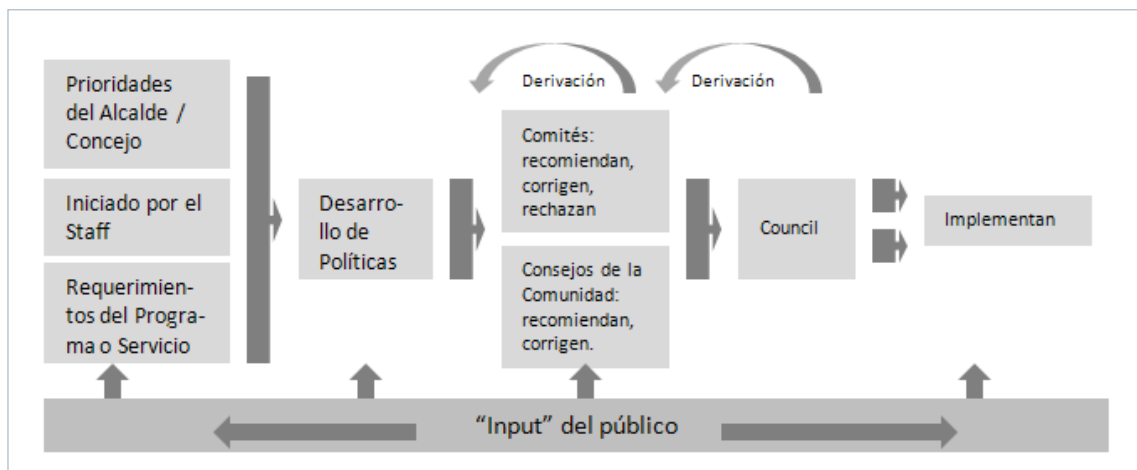 Prioridades
del Alcalde /
Concejo
Iniciado por el
Staff
Requerimien-
tos del Progra-
ma o Servicio
Desarro-
llo de
Políticas
Derivación
Derivación
Comités:
recomiendan,
corrigen,
rechazan
Consejos de la
Comunidad:
recomiendan,
corrigen.
Council
Implementan
“Input” del público